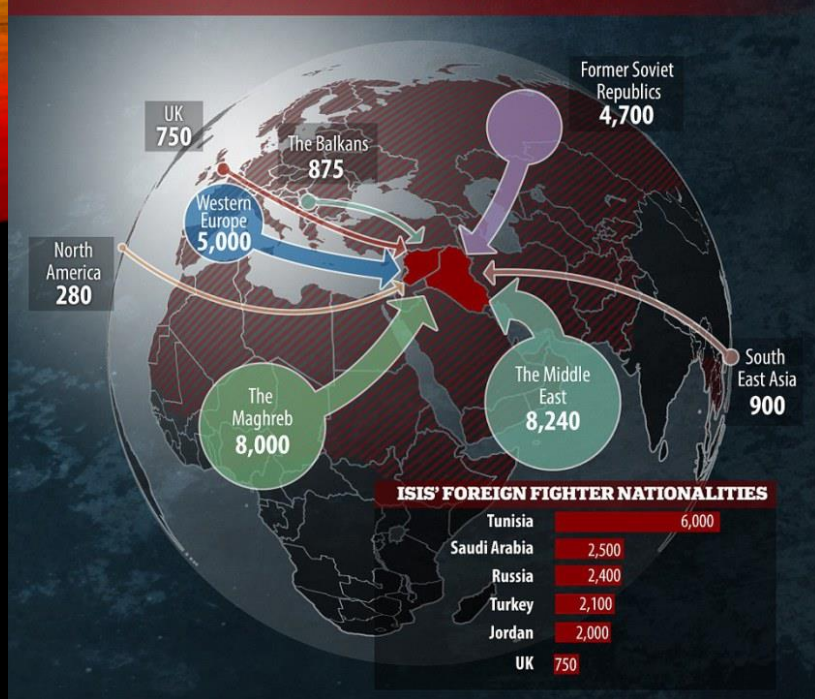 Former Soviet
Republics
4,700
UK
750
The Balkans
875
Western
Europe
5,000
North
America
280
The
Maghreb
8,000
The Middle
East
8,240
South
East Asia
900
ISIS' FOREIGN FIGHTER NATIONALITIES
Tunisia 6,000
Saudi Arabia 2,500
Russia 2,400
Turkey 2,100
Jordan 2,000
UK 750